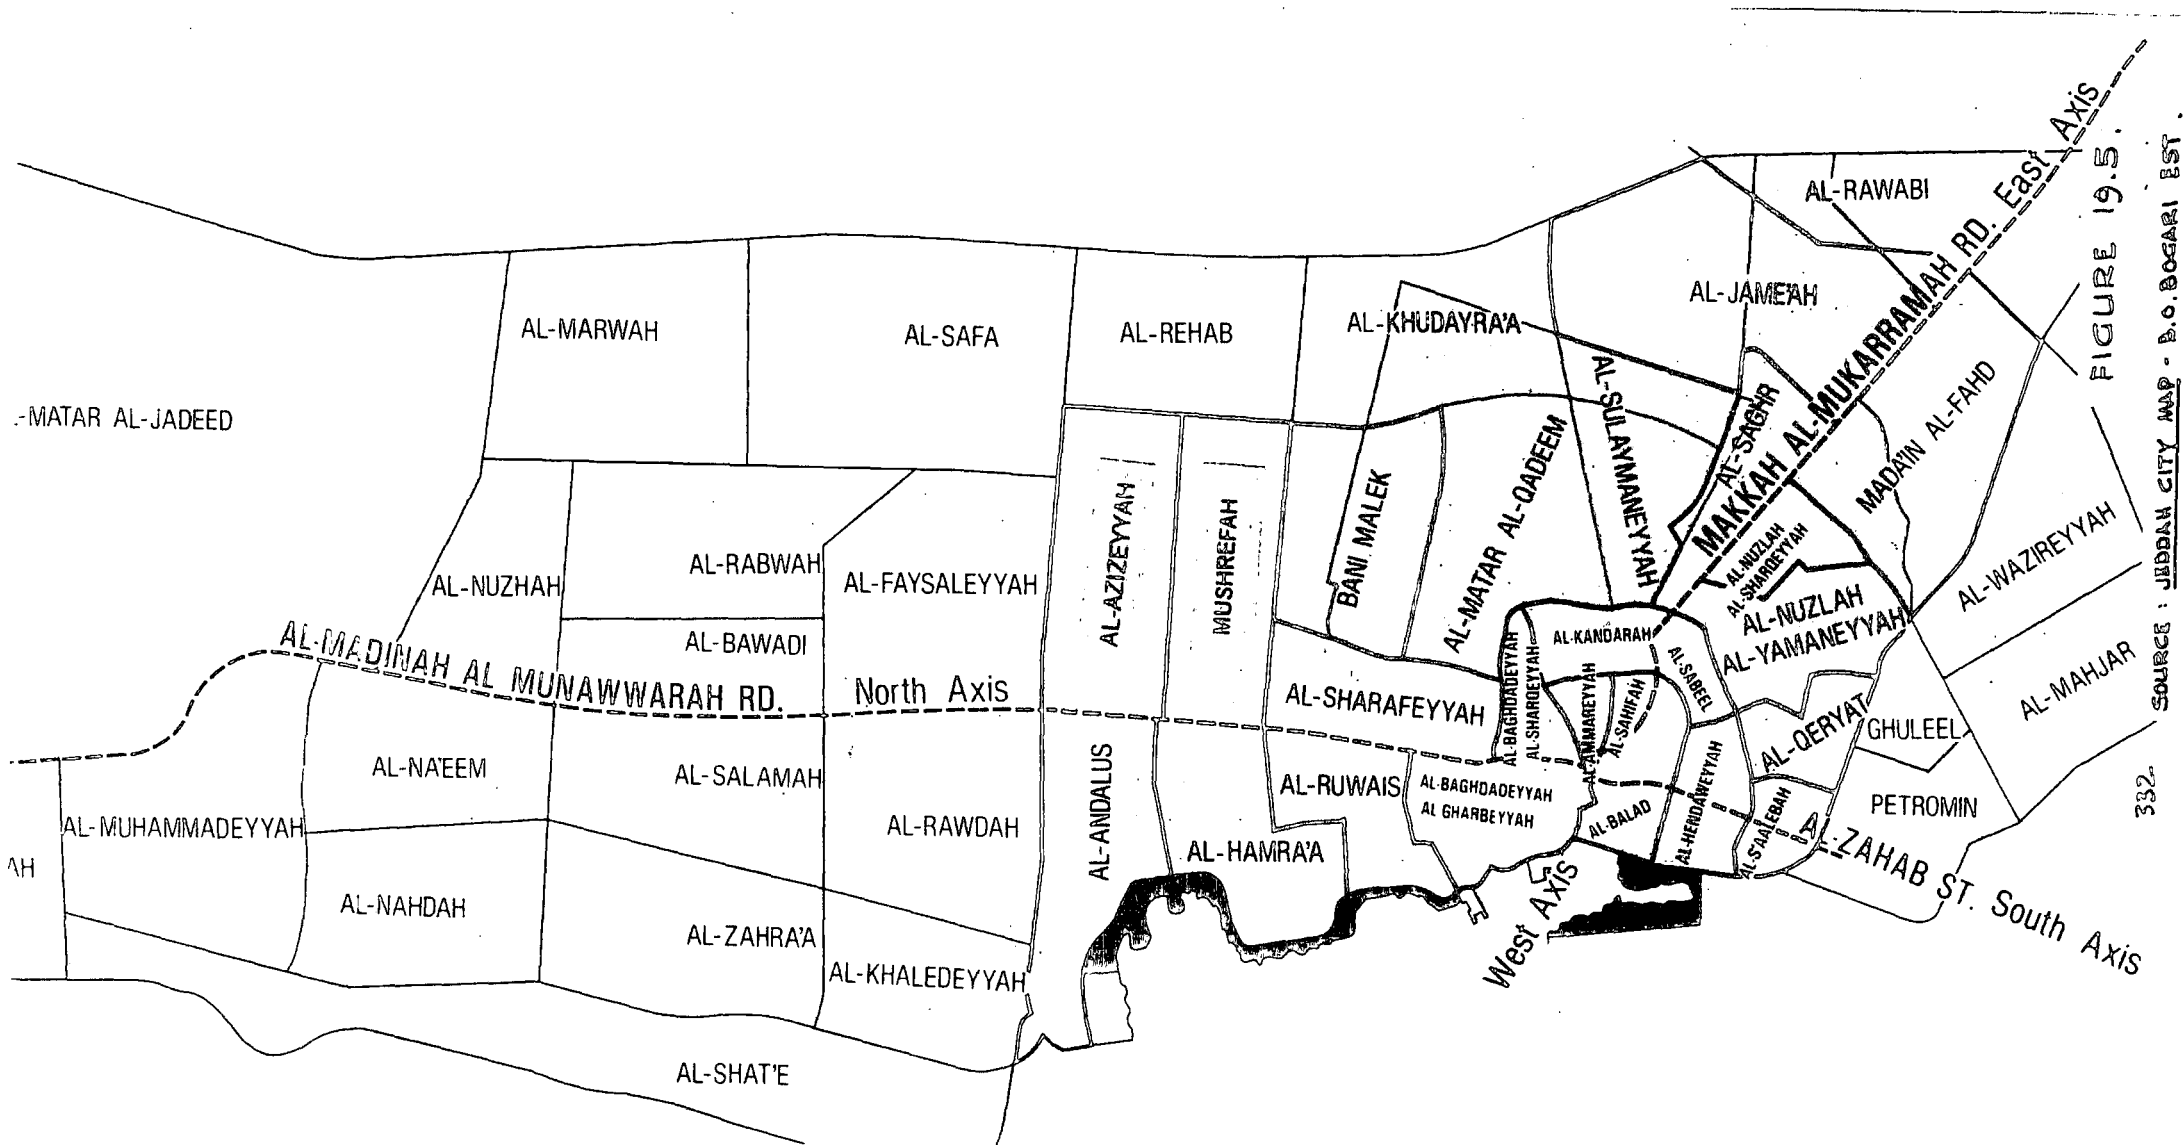 AL-RAWABI
AL-JAME'AH
AL-MARWAH
AL-SAFA
AL-REHAB
AL-KHUDAYRA'A
AL-SULAYMANEYYAH
AL-SAGHR
MAKKAH AL-MUKARRAMAH RD. East Axis
MADA'IN AL-FAHD
.-MATAR AL-JADEED
AL-AZIZEYYAH
MUSHREFAH
BANI MALEK
AL-MATAR AL-QADEEM
AL-NUZLAH
AL-SHARQEYYAH
AL-WAZIREYYAH
AL-NUZHAH
AL-RABWAH
AL-FAYSALEYYAH
AL-BAWADI
AL-NUZLAH
AL-YAMANEYYAH
AL-KANDARAH
AL-SABEEL
AL-MAHJAR
AL-MADINAH AL MUNAWWARAH RD.
North Axis
AL-SHARAFEYYAH
AL-BAGHDADEYYAH
AL-SHARQEYYAH
AL-AMMAREYYAH
AL-SAHIFAH
AL-QERYAT
GHULEEL
AL-NA'EEM
AL-SALAMAH
AL-ANDALUS
AL-RUWAIS
AL-BAGHDADEYYAH
AL GHARBEYYAH
AL-BALAD
AL-HENDAWEYYAH
AL-S'AALEBAH
PETROMIN
AL-MUHAMMADEYYAH
AL-RAWDAH
AL-HAMRA'A
AL-ZAHAB ST. South Axis
AH
AL-NAHDAH
AL-ZAHRA'A
AL-KHALEDEYYAH
West Axis
AL-SHAT'E
FIGURE 19.5.
SOURCE : JEDDAH CITY MAP - B.O. BOGARI EST.
332.